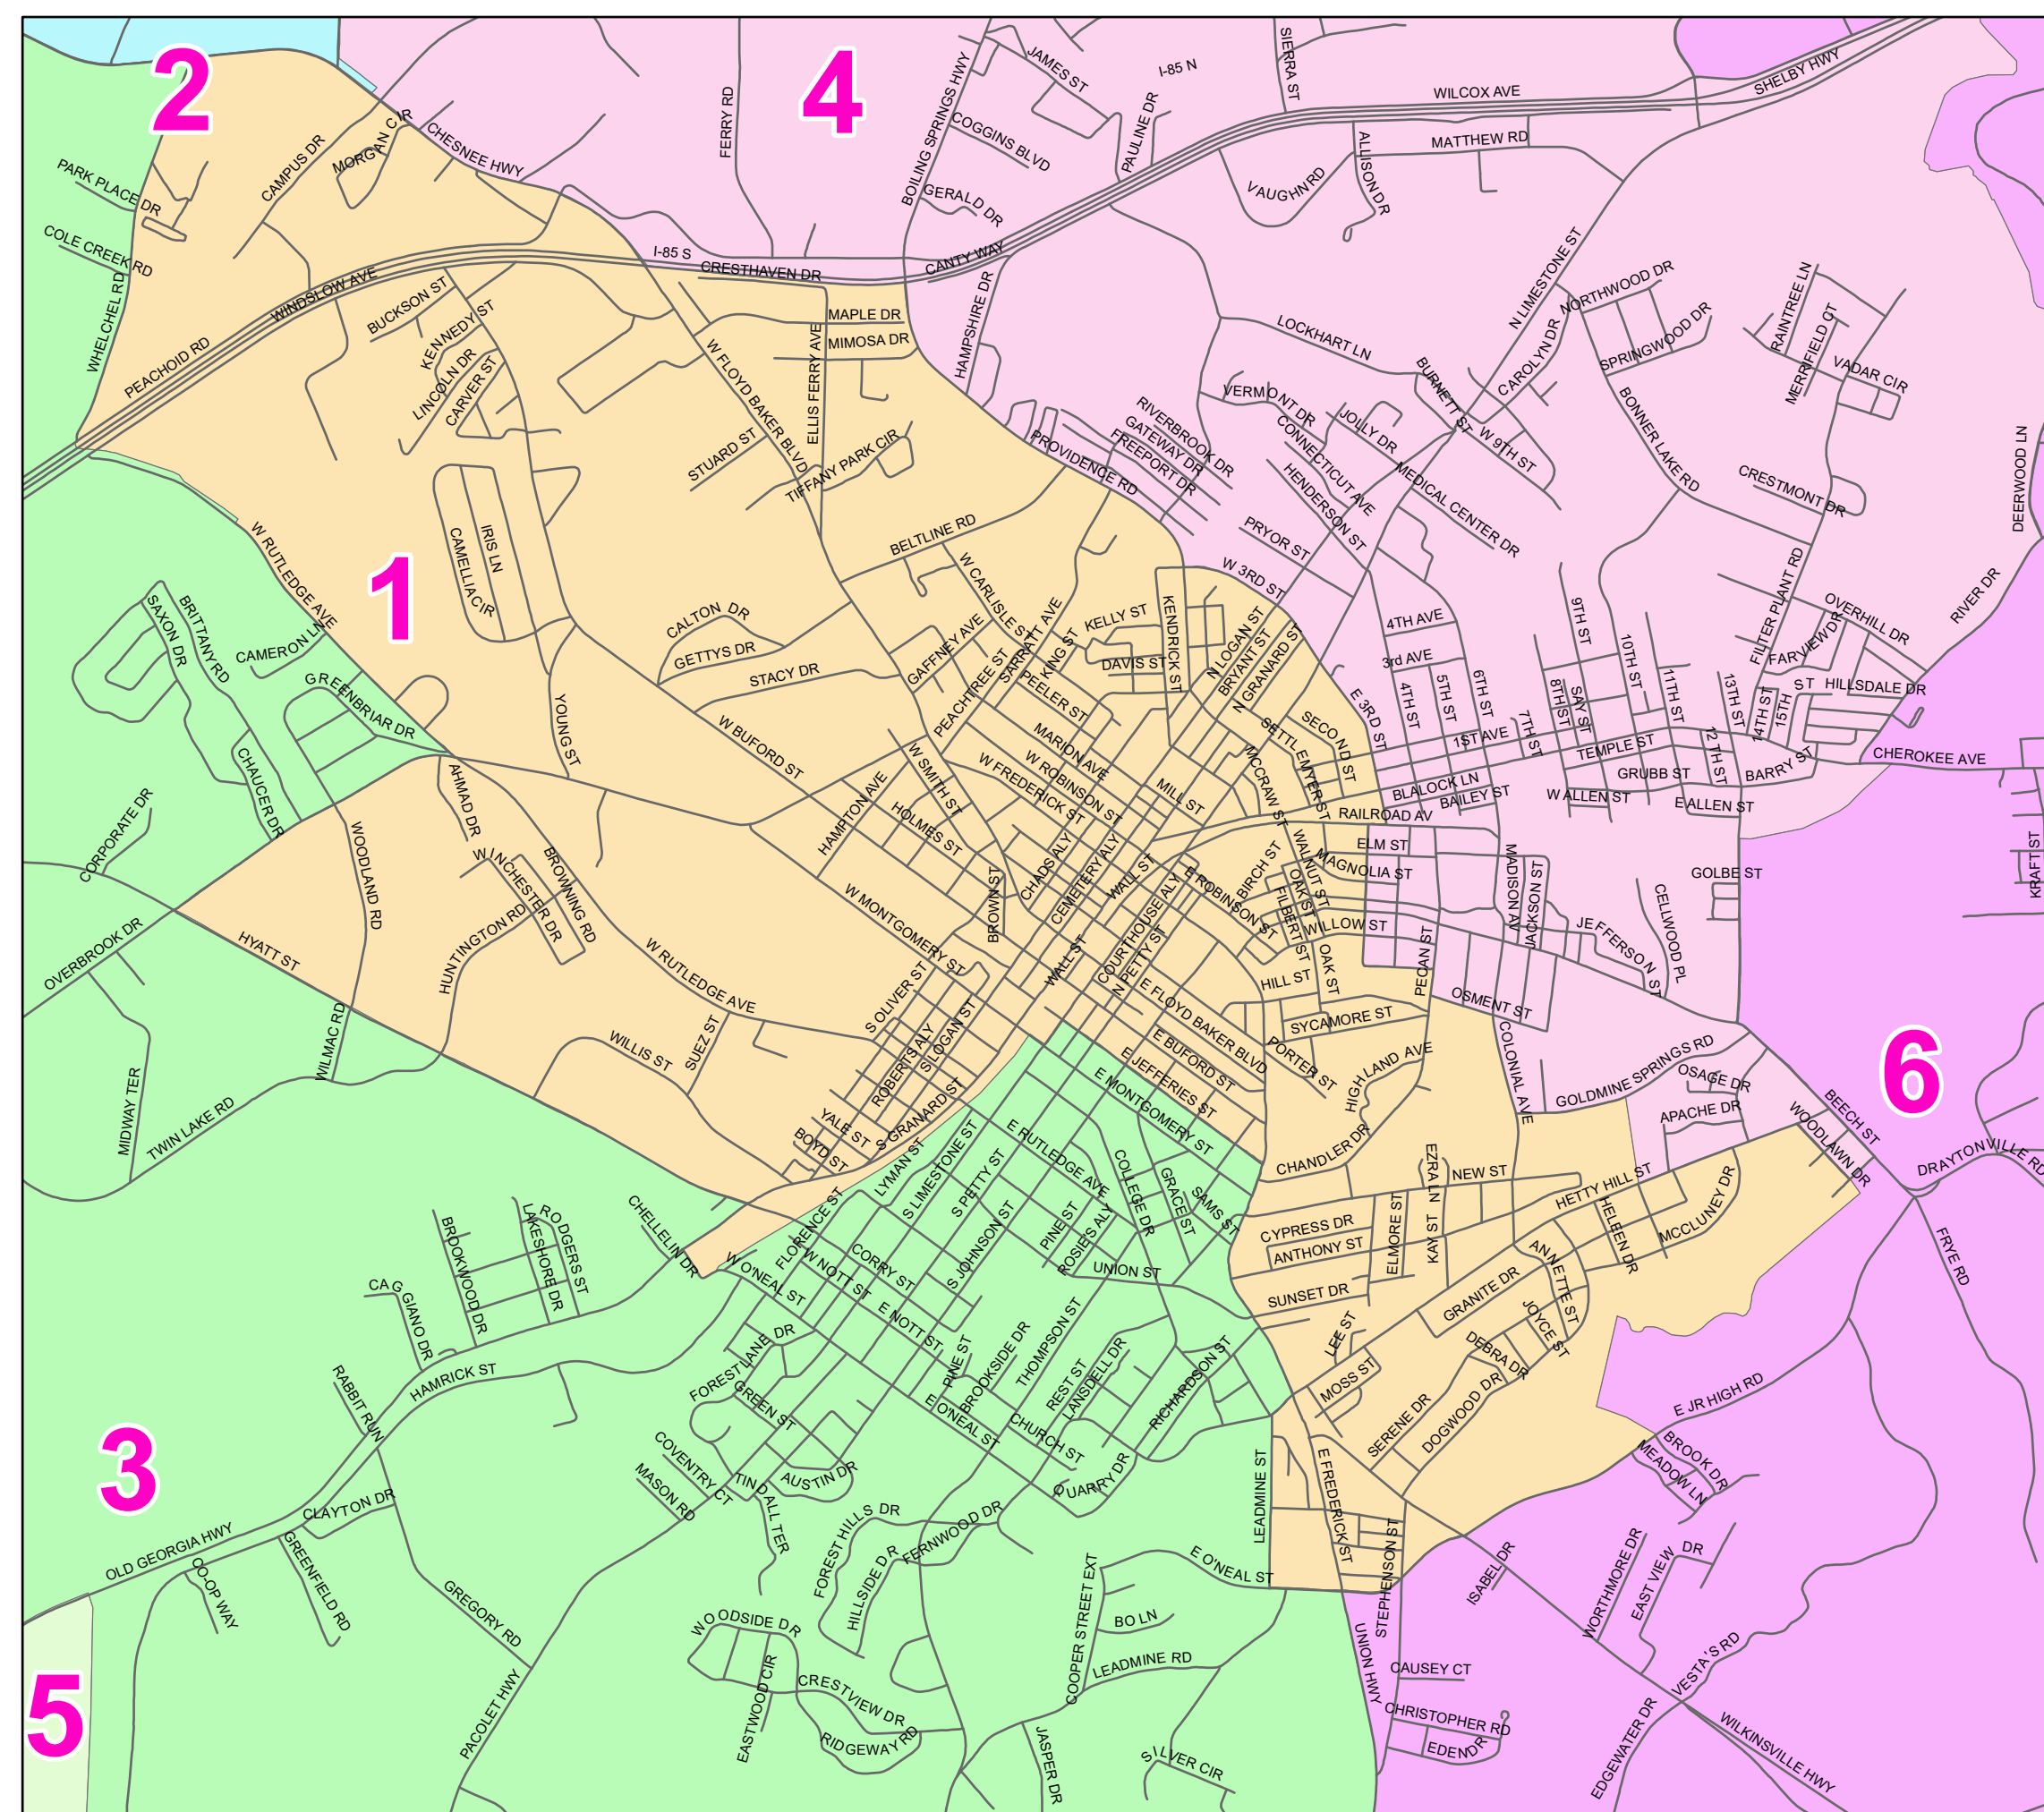 2
4
1
3
5
6
JAMES ST
I-85 N
SIERRA ST
WILCOX AVE
SHELBY HWY
BOILING SPRINGS HWY
FERRY RD
COGGINS BLVD
PAULINE DR
ALLISON DR
MATTHEW RD
CAMPUS DR
MORGAN CIR
CHESNEE HWY
PARK PLACE DR
GERALD DR
VAUGHN RD
COLE CREEK RD
I-85 S
CRESTHAVEN DR
CANTY WAY
WHELCHEL RD
WINDSLOW AVE
PEACHOID RD
BUCKSON ST
KENNEDY ST
LINCOLN DR
CARVER ST
MAPLE DR
MIMOSA DR
ELLIS FERRY AVE
W FLOYD BAKER BLVD
HAMPSHIRE DR
LOCKHART LN
N LIMESTONE ST
NORTHWOOD DR
CAROLYN DR
SPRINGWOOD DR
RAINTREE LN
MERRIFIELD CT
VADAR CIR
STUARD ST
TIFFANY PARK CIR
PROVIDENCE RD
RIVERBROOK DR
GATEWAY DR
FREEPORT DR
VERMONT DR
CONNECTICUT AVE
JOLLY DR
BURNETT ST
W 9TH ST
HENDERSON ST
MEDICAL CENTER DR
BONNER LAKE RD
CRESTMONT DR
DEERWOOD LN
RIVER DR
W RUTLEDGE AVE
CAMELLIA CIR
IRIS LN
BELTLINE RD
W CARLISLE ST
PRYOR ST
W 3RD ST
SAXON DR
BRITTANY RD
CAMERON LN
GREENBRIAR DR
CALTON DR
GETTYS DR
STACY DR
GAFFNEY AVE
PEACHTREE ST
SARRATT AVE
KING ST
KELLY ST
DAVIS ST
KENDRICK ST
PEELER ST
N LOGAN ST
BRYANT ST
N GRANARD ST
4TH AVE
3rd AVE
4TH ST
5TH ST
6TH ST
7TH ST
8TH ST
SAY ST
9TH ST
10TH ST
11TH ST
12TH ST
13TH ST
14TH ST
15TH ST
FILTER PLANT RD
OVERHILL DR
FARVIEW DR
HILLSDALE DR
CHEROKEE AVE
E 3RD ST
SECOND ST
SETTLEMYER ST
MCCRAW ST
1ST AVE
TEMPLE ST
GRUBB ST
BARRY ST
BLALOCK LN
BAILEY ST
W ALLEN ST
E ALLEN ST
RAILROAD AV
YOUNG ST
W BUFORD ST
MARION AVE
W ROBINSON ST
W FREDERICK ST
W SMITH ST
MILL ST
HAMPTON AVE
HOLMES ST
CHAUCER DR
CORPORATE DR
AHMAD DR
WOODLAND RD
WINCHESTER DR
BROWNING RD
HUNTINGTON RD
OVERBROOK DR
HYATT ST
W RUTLEDGE AVE
W MONTGOMERY ST
BROWN ST
CHADS ALY
CEMETERY ALY
WALL ST
WALL ST
COURTHOUSE ALY
N PETTY ST
E ROBINSON ST
BIRCH ST
FILBERT ST
OAK ST
WALNUT ST
MAGNOLIA ST
ELM ST
WILLOW ST
OAK ST
HILL ST
SYCAMORE ST
PECAN ST
MADISON AV
JACKSON ST
JEFFERSON ST
CELLWOOD PL
GOLBE ST
KRAFT ST
OSMENT ST
COLONIAL AVE
GOLDMINE SPRINGS RD
OSAGE DR
APACHE DR
BEECH ST
WOODLAWN DR
DRAYTONVILLE RD
FRYE RD
MIDWAY TER
TWIN LAKE RD
WILMAC RD
WILLIS ST
SUEZ ST
S OLIVER ST
ROBERTS ALY
S LOGAN ST
YALE ST
BOYD ST
S GRANARD ST
E FLOYD BAKER BLVD
E BUFORD ST
E JEFFERIES ST
PORTER ST
HIGHLAND AVE
CHANDLER DR
E MONTGOMERY ST
E RUTLEDGE AVE
COLLEGE DR
GRACE ST
SAMS ST
LYMAN ST
S LIMESTONE ST
S PETTY ST
S JOHNSON ST
PINE ST
ROSIE'S ALY
UNION ST
FLORENCE ST
CORRY ST
W NOTT ST
E NOTT ST
W O'NEAL ST
CHELLELIN DR
EZRA LN
NEW ST
HETTY HILL ST
CYPRESS DR
ANTHONY ST
ELMORE ST
KAY ST
HELEN DR
MCCLUNEY DR
ANNETTE ST
SUNSET DR
GRANITE DR
JOYCE ST
DEBRA DR
LEE ST
MOSS ST
SERENE DR
DOGWOOD DR
E JR HIGH RD
BROOK DR
MEADOW LN
BROOKWOOD DR
LAKESHORE DR
RODGERS ST
CAGGIANO DR
HAMRICK ST
RABBIT RUN
CLAYTON DR
OLD GEORGIA HWY
CO-OP WAY
GREENFIELD RD
GREGORY RD
PACOLET HWY
FOREST LANE DR
GREEN ST
COVENTRY CT
MASON RD
TINDALL TER
AUSTIN DR
PINE ST
BROOKSIDE DR
THOMPSON ST
REST ST
LANSDELL DR
RICHARDSON ST
E O'NEAL ST
CHURCH ST
QUARRY DR
FOREST HILLS DR
HILLSIDE DR
FERNWOOD DR
LEADMINE ST
E FREDERICK ST
STEPHENSON ST
E O'NEAL ST
COOPER STREET EXT
BO LN
LEADMINE RD
WOODSIDE DR
EASTWOOD CIR
CRESTVIEW DR
RIDGEWAY RD
JASPER DR
SILVER CIR
UNION HWY
CAUSEY CT
CHRISTOPHER RD
EDEN DR
ISABEL DR
WORTHMORE DR
EAST VIEW DR
VESTA'S RD
EDGEWATER DR
WILKINSVILLE HWY